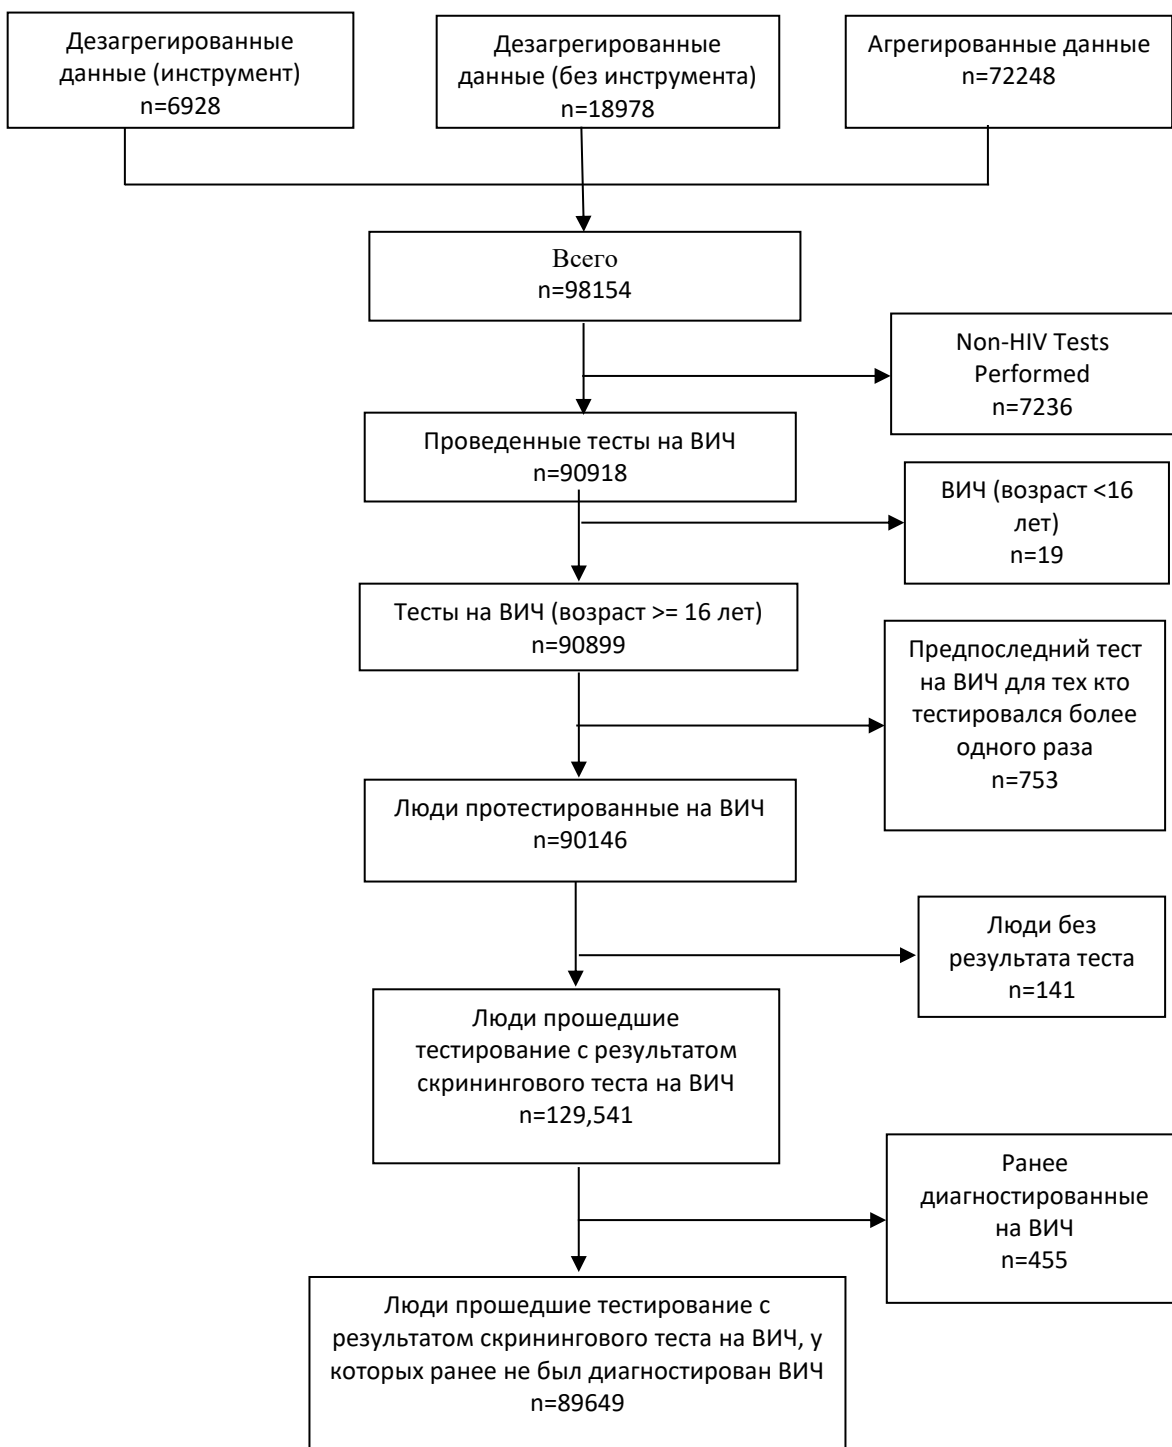 Дезагрегированные
данные (инструмент)
n=6928
Дезагрегированные
данные (без инструмента)
n=18978
Агрегированные данные
n=72248
Всего
n=98154
Non-HIV Tests
Performed
n=7236
Проведенные тесты на ВИЧ
n=90918
ВИЧ (возраст <16
лет)
n=19
Тесты на ВИЧ (возраст >= 16 лет)
n=90899
Предпоследний тест
на ВИЧ для тех кто
тестировался более
одного раза
n=753
Люди протестированные на ВИЧ
n=90146
Люди без
результата теста
n=141
Люди прошедшие
тестирование с результатом
скринингового теста на ВИЧ
n=129,541
Ранее
диагностированные
на ВИЧ
n=455
Люди прошедшие тестирование с
результатом скринингового теста на ВИЧ, у
которых ранее не был диагностирован ВИЧ
n=89649